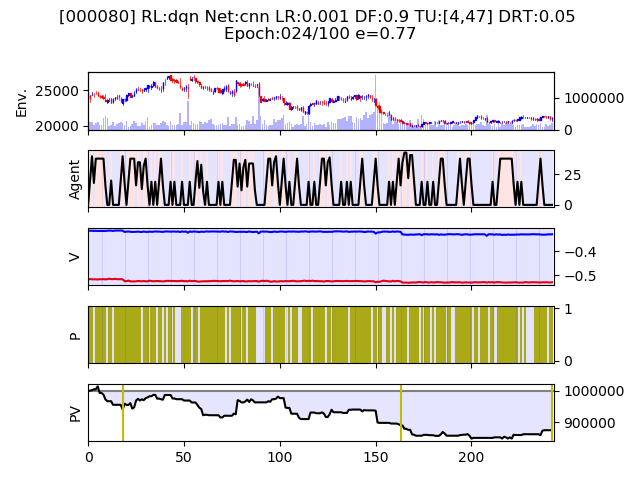 [000080] RL:dqn Net:cnn LR:0.001 DF:0.9 TU:[4,47] DRT:0.05
Epoch:024/100 e=0.77
Env.
25000
20000
1000000
0
Agent
25
0
V
−0.4
−0.5
P
1
0
PV
1000000
900000
0
50
100
150
200